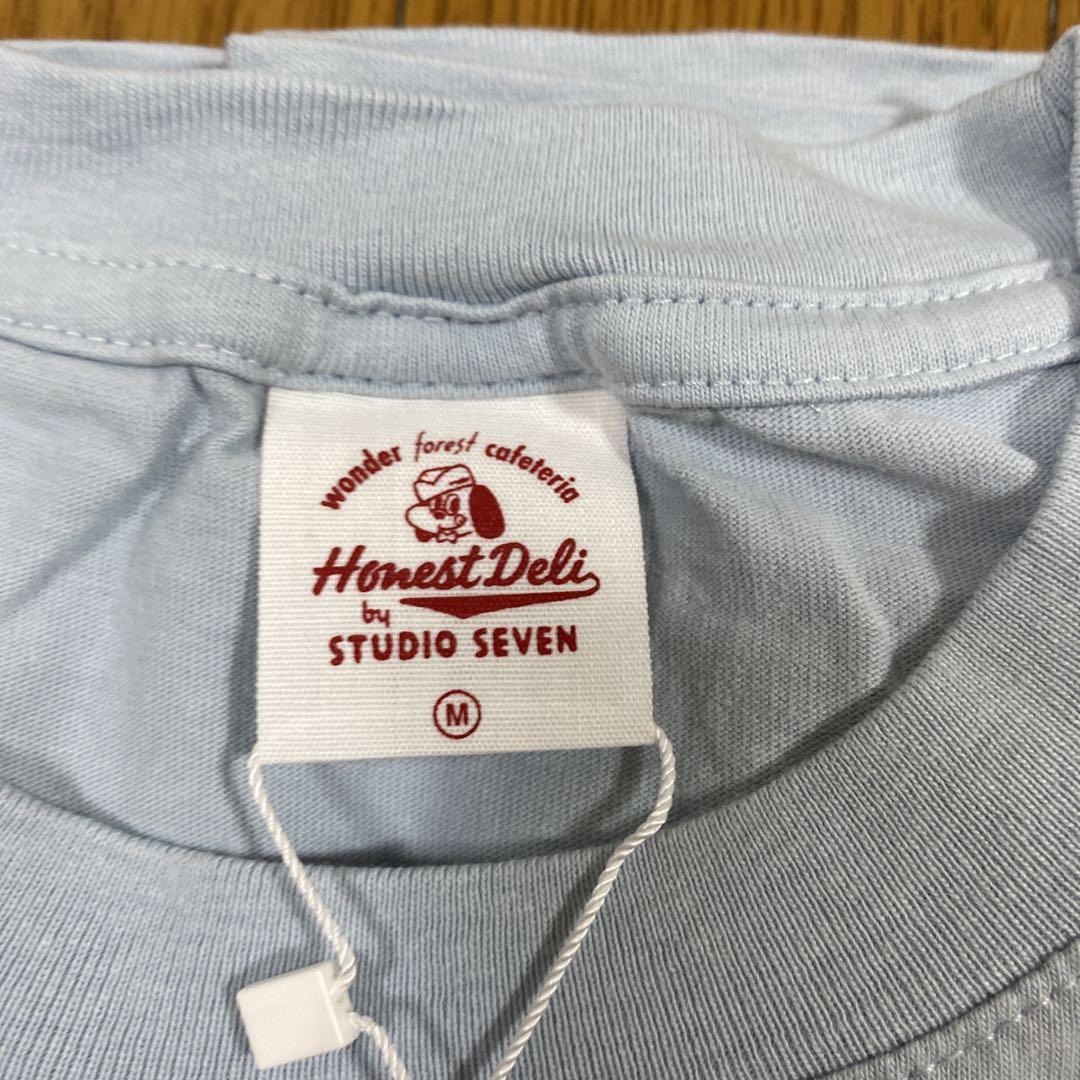 wonder forest cafeteria
Honest Deli
by
STUDIO SEVEN
M